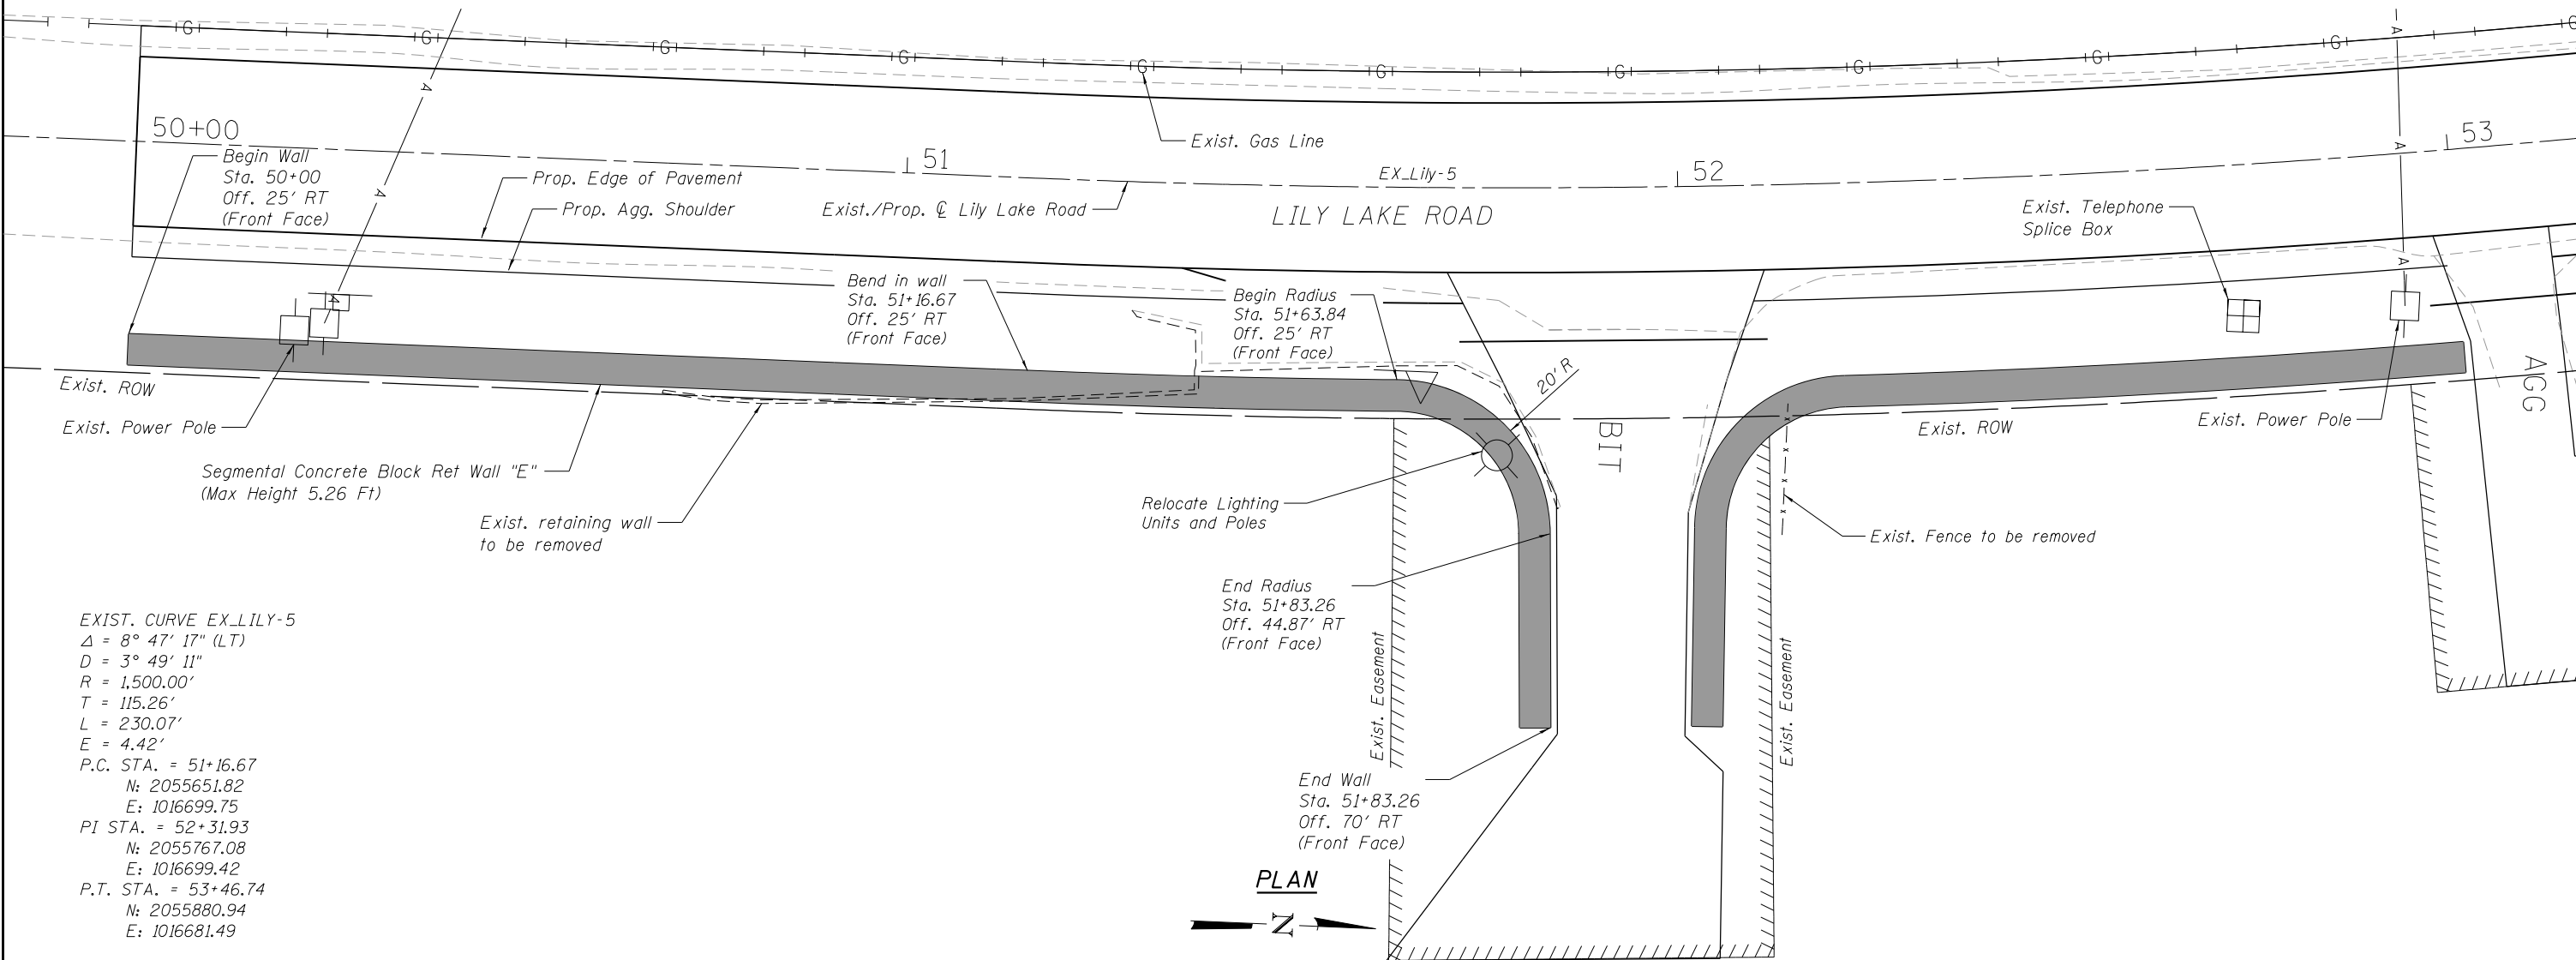 50+00
Begin Wall
Sta. 50+00
Off. 25' RT
(Front Face)
Prop. Edge of Pavement
Prop. Agg. Shoulder
Exist./Prop. ℄ Lily Lake Road
51
Exist. Gas Line
EX_Lily-5
LILY LAKE ROAD
52
53
Exist. Telephone
Splice Box
Bend in wall
Sta. 51+16.67
Off. 25' RT
(Front Face)
Begin Radius
Sta. 51+63.84
Off. 25' RT
(Front Face)
20' R
Exist. ROW
Exist. Power Pole
Segmental Concrete Block Ret Wall "E"
(Max Height 5.26 Ft)
Exist. retaining wall
to be removed
Relocate Lighting
Units and Poles
BIT
Exist. ROW
Exist. Power Pole
AGG
Exist. Fence to be removed
End Radius
Sta. 51+83.26
Off. 44.87' RT
(Front Face)
Exist. Easement
Exist. Easement
End Wall
Sta. 51+83.26
Off. 70' RT
(Front Face)
EXIST. CURVE EX_LILY-5
Δ = 8° 47' 17" (LT)
D = 3° 49' 11"
R = 1,500.00'
T = 115.26'
L = 230.07'
E = 4.42'
P.C. STA. = 51+16.67
N: 2055651.82
E: 1016699.75
PI STA. = 52+31.93
N: 2055767.08
E: 1016699.42
P.T. STA. = 53+46.74
N: 2055880.94
E: 1016681.49
PLAN
N
G
G
G
G
G
G
G
G
G
G
G
A
A
A
A
A
A